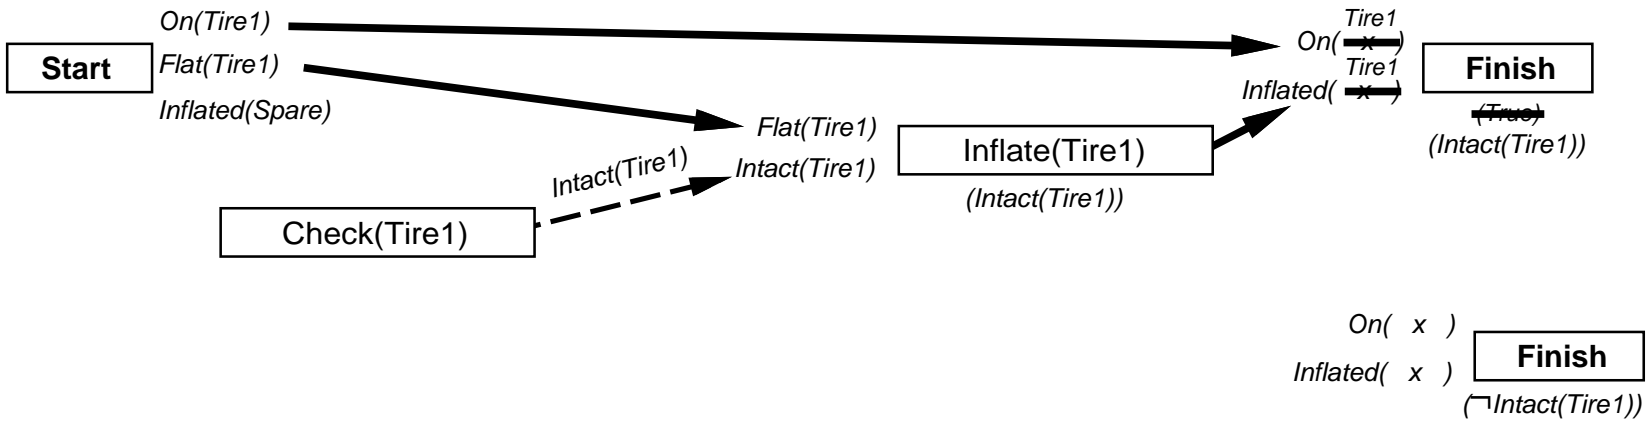 Start
On(Tire1)
Flat(Tire1)
Inflated(Spare)
Check(Tire1)
Intact(Tire1)
Flat(Tire1)
Intact(Tire1)
Inflate(Tire1)
(Intact(Tire1))
Tire1
On( x )
Tire1
Inflated( x )
Finish
(True)
(Intact(Tire1))
On( x )
Inflated( x )
Finish
(¬Intact(Tire1))